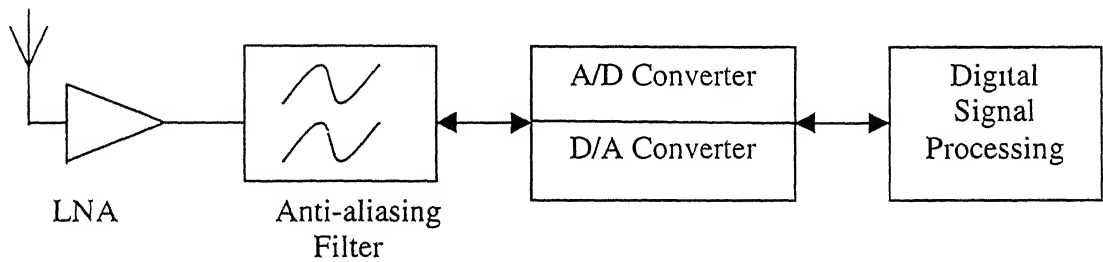 A/D Converter
D/A Converter
Digital
Signal
Processing
LNA
Anti-aliasing
Filter